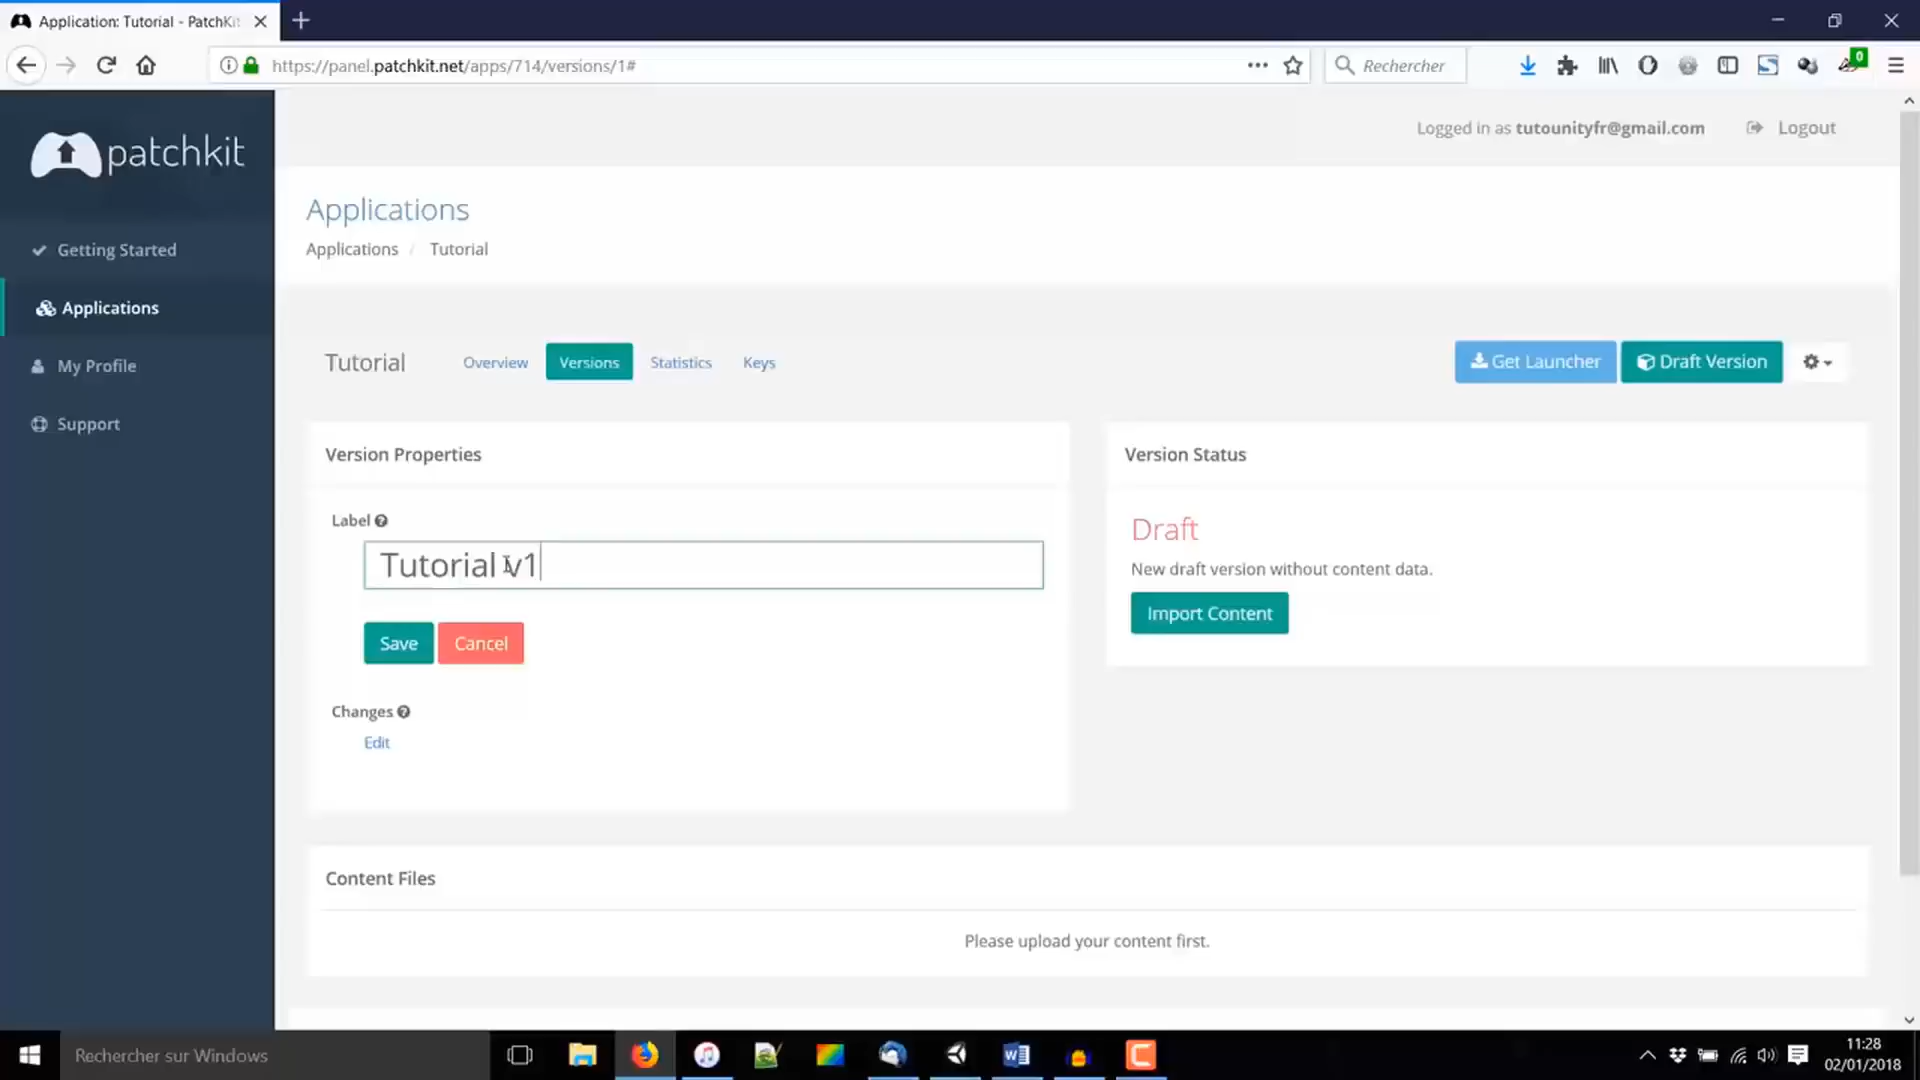 Application: Tutorial - PatchKit
https://panel.patchkit.net/apps/714/versions/1#
Rechercher
0
patchkit
Logged in as tutounityfr@gmail.com
Logout
Getting Started
Applications
My Profile
Support
Applications
Applications / Tutorial
Tutorial
Overview
Versions
Statistics
Keys
Get Launcher
Draft Version
Version Properties
Label
Tutorial v1
Save
Cancel
Changes
Edit
Version Status
Draft
New draft version without content data.
Import Content
Content Files
Please upload your content first.
Rechercher sur Windows
11:28
02/01/2018